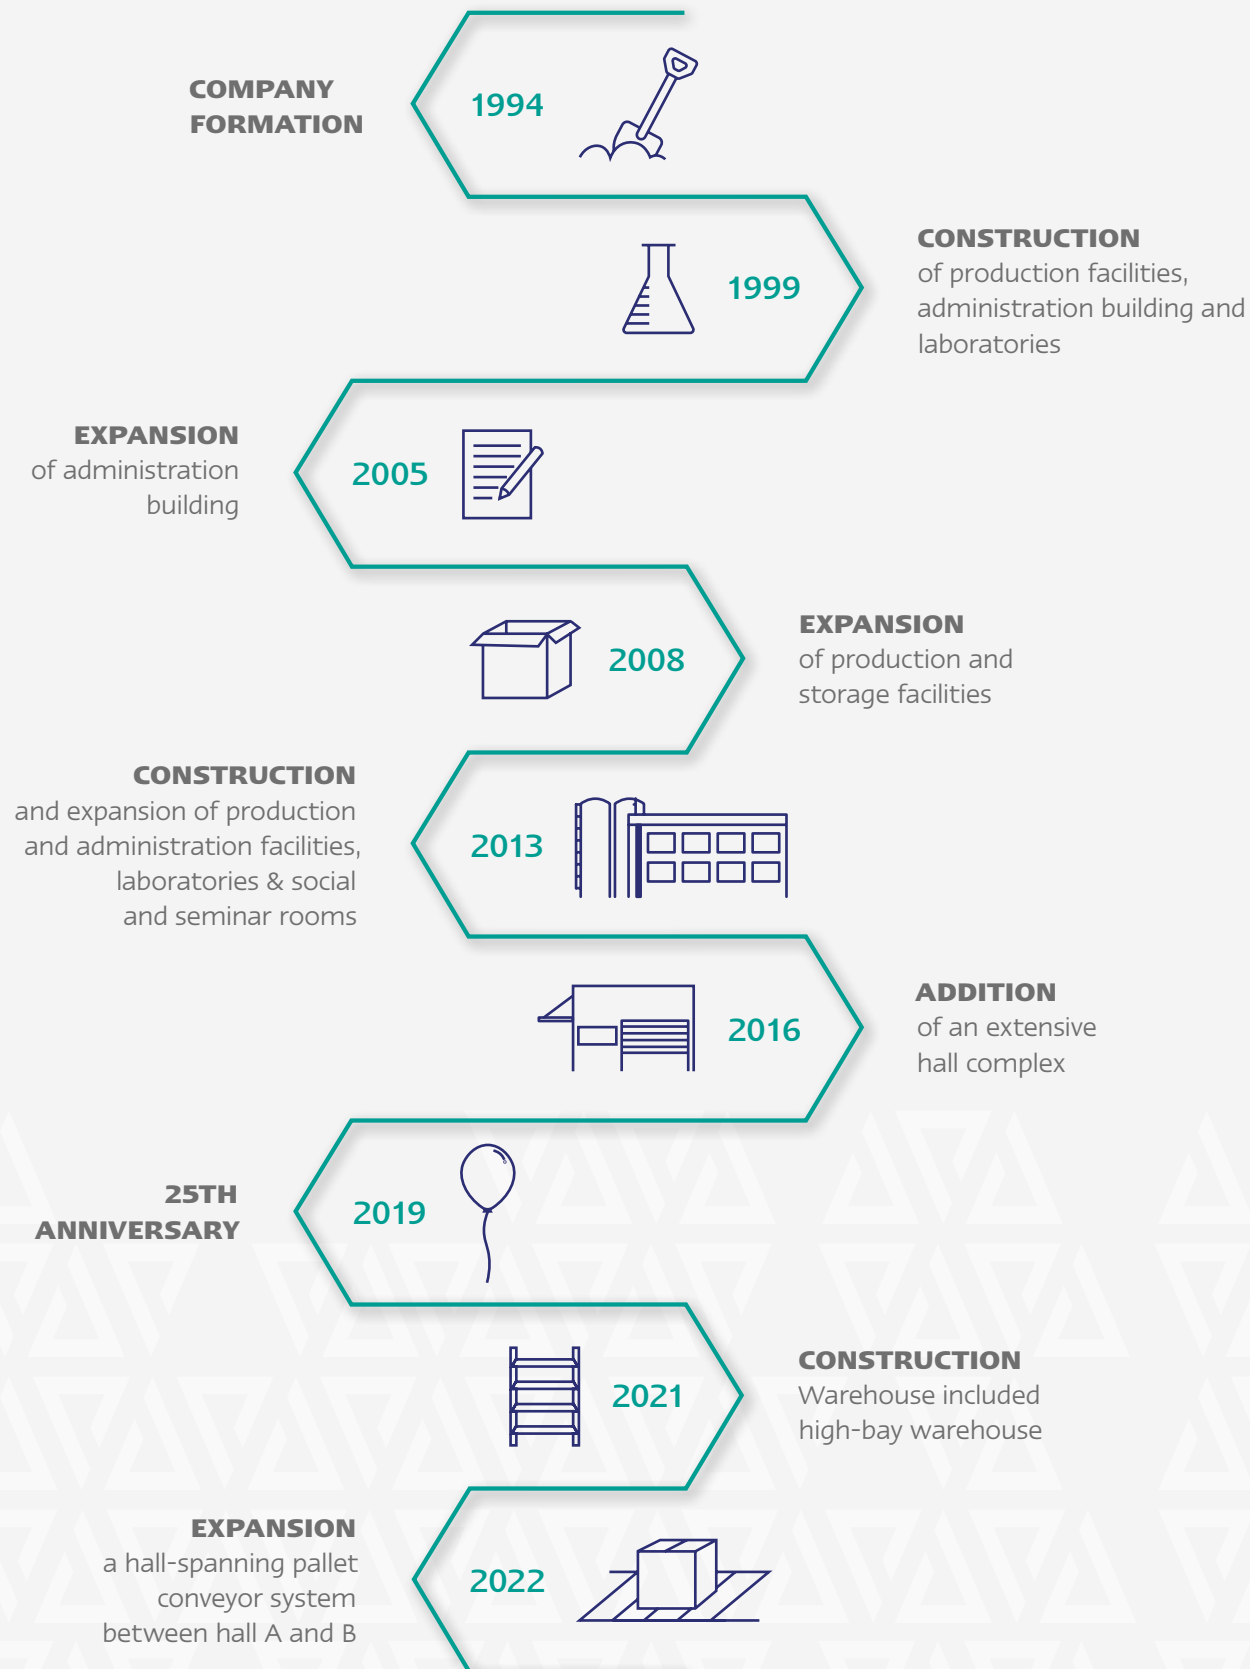 COMPANY
FORMATION
1994
1999
CONSTRUCTION
of production facilities,
administration building and
laboratories
EXPANSION
of administration
building
2005
2008
EXPANSION
of production and
storage facilities
CONSTRUCTION
and expansion of production
and administration facilities,
laboratories & social
and seminar rooms
2013
2016
ADDITION
of an extensive
hall complex
25TH
ANNIVERSARY
2019
2021
CONSTRUCTION
Warehouse included
high-bay warehouse
EXPANSION
a hall-spanning pallet
conveyor system
between hall A and B
2022